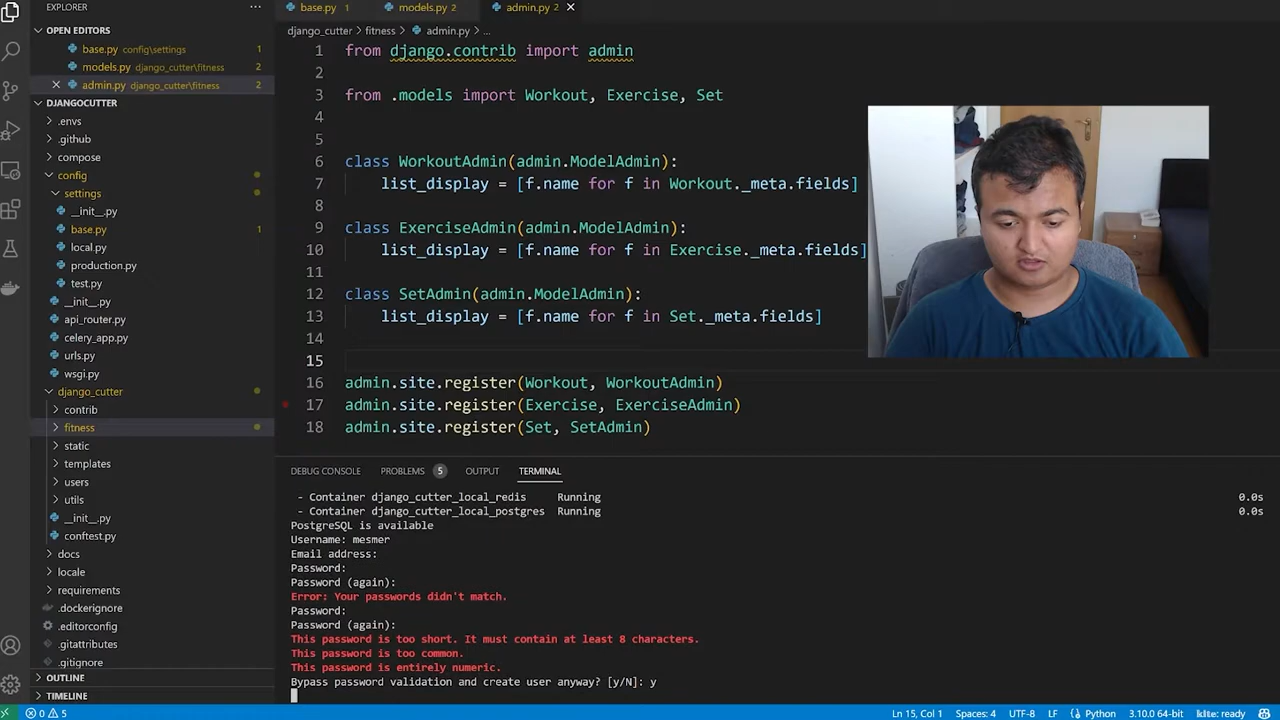 EXPLORER
OPEN EDITORS
base.py config\settings 1
models.py django_cutter\fitness 2
admin.py django_cutter\fitness 2
DJANGOCUTTER
.envs
.github
compose
config
settings
__init__.py
base.py 1
local.py
production.py
test.py
__init__.py
api_router.py
celery_app.py
urls.py
wsgi.py
django_cutter
contrib
fitness
static
templates
users
utils
__init__.py
conftest.py
docs
locale
requirements
.dockerignore
.editorconfig
.gitattributes
.gitignore
OUTLINE
TIMELINE
base.py 1 models.py 2 admin.py 2
django_cutter > fitness > admin.py > ...
1 from django.contrib import admin
2
3 from .models import Workout, Exercise, Set
4
5
6 class WorkoutAdmin(admin.ModelAdmin):
7 list_display = [f.name for f in Workout._meta.fields]
8
9 class ExerciseAdmin(admin.ModelAdmin):
10 list_display = [f.name for f in Exercise._meta.fields]
11
12 class SetAdmin(admin.ModelAdmin):
13 list_display = [f.name for f in Set._meta.fields]
14
15
16 admin.site.register(Workout, WorkoutAdmin)
17 admin.site.register(Exercise, ExerciseAdmin)
18 admin.site.register(Set, SetAdmin)
DEBUG CONSOLE PROBLEMS 5 OUTPUT TERMINAL
- Container django_cutter_local_redis Running 0.0s
- Container django_cutter_local_postgres Running 0.0s
PostgreSQL is available
Username: mesmer
Email address:
Password:
Password (again):
Error: Your passwords didn't match.
Password:
Password (again):
This password is too short. It must contain at least 8 characters.
This password is too common.
This password is entirely numeric.
Bypass password validation and create user anyway? [y/N]: y
0 5 Ln 15, Col 1 Spaces: 4 UTF-8 LF Python 3.10.0 64-bit kite: ready